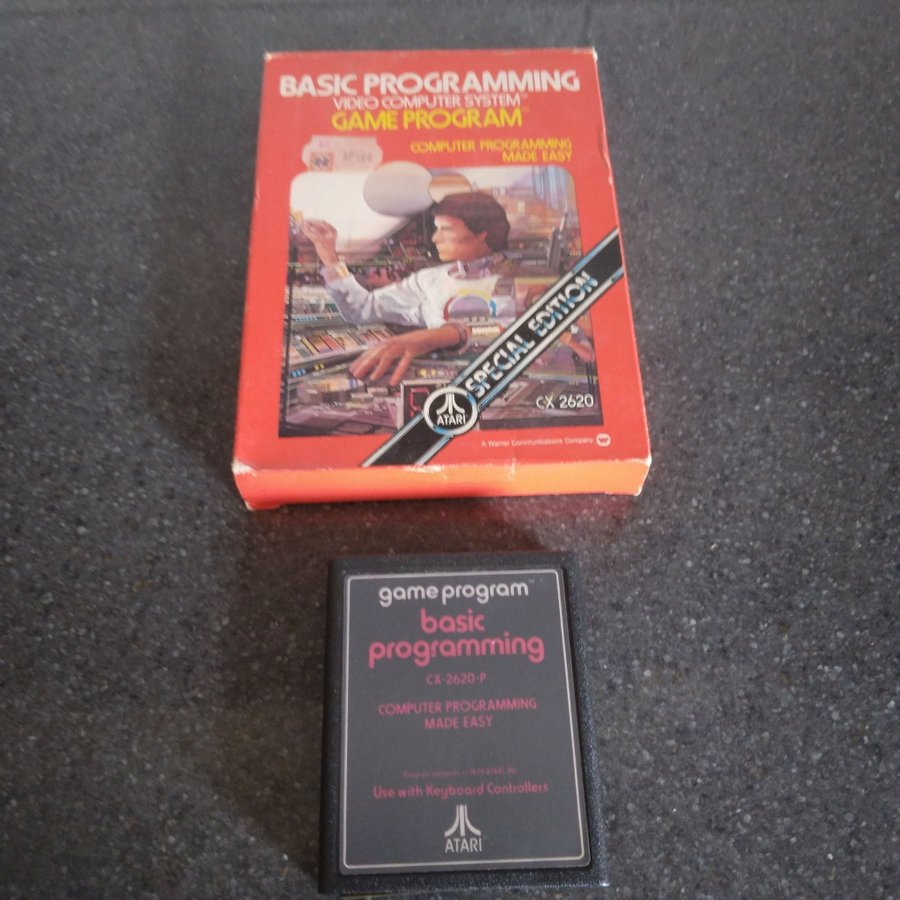 BASIC PROGRAMMING
VIDEO COMPUTER SYSTEM™
GAME PROGRAM™
COMPUTER PROGRAMMING
MADE EASY
SPECIAL EDITION
ATARI
CX 2620
A Warner Communications Company
game program™
basic
programming
CX-2620-P
COMPUTER PROGRAMMING
MADE EASY
Use with Keyboard Controllers
ATARI